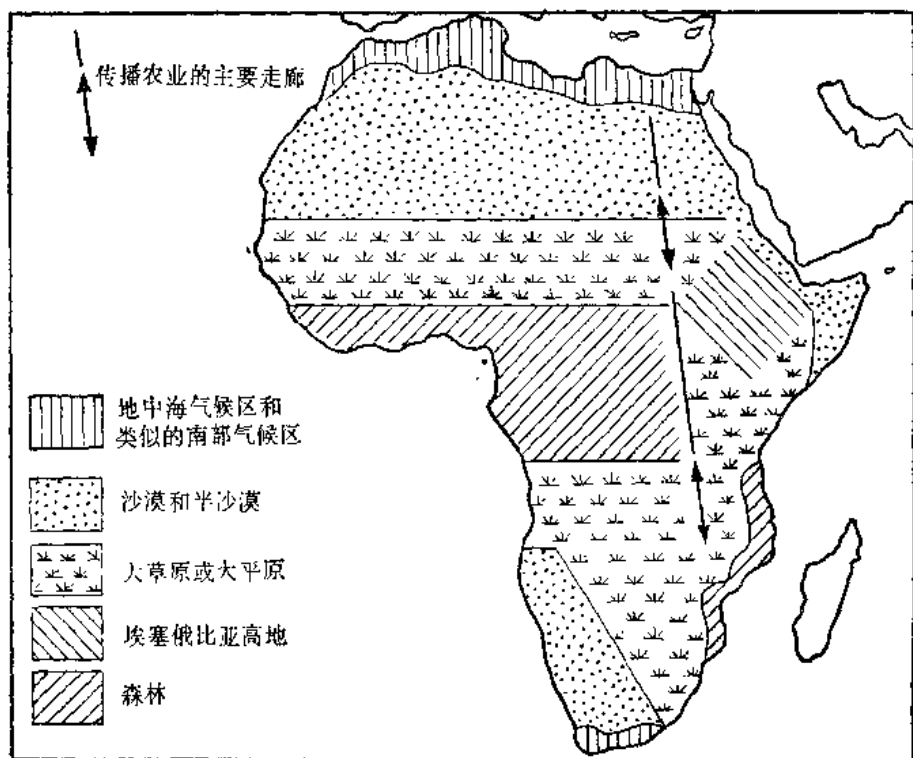 传播农业的主要走廊
地中海气候区和
类似的南部气候区
沙漠和半沙漠
大草原或大平原
埃塞俄比亚高地
森林